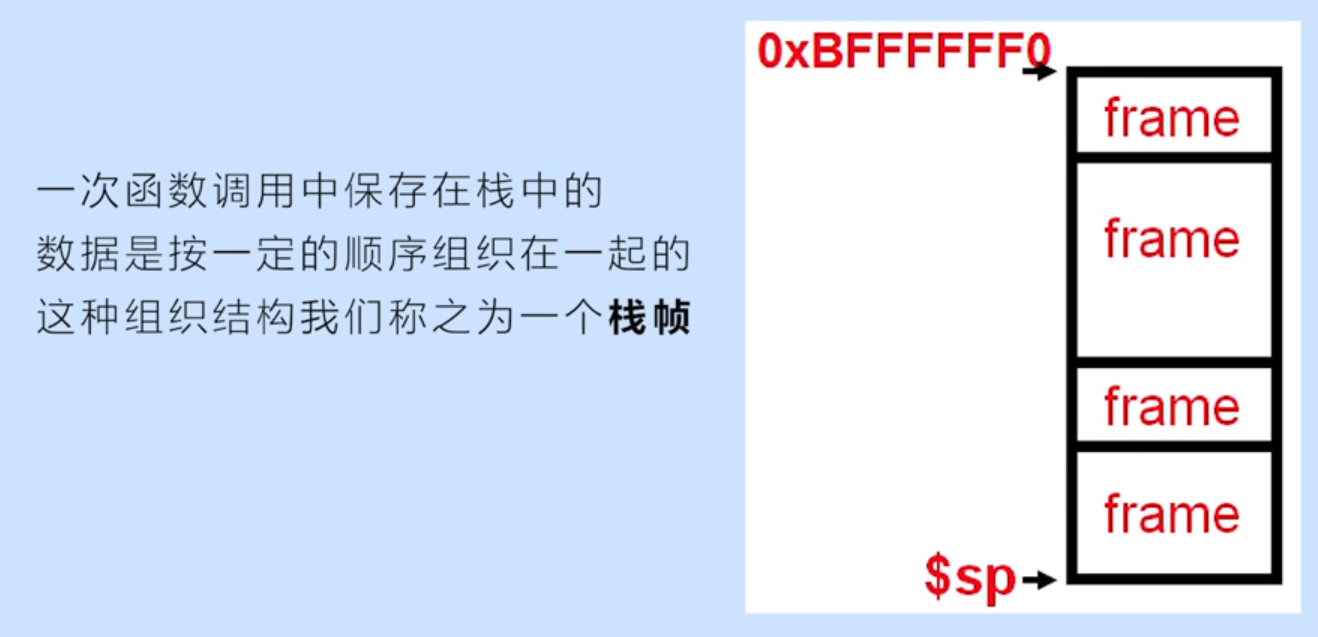 一次函数调用中保存在栈中的
数据是按一定的顺序组织在一起的
这种组织结构我们称之为一个栈帧
0xBFFFFFF0
frame
frame
frame
frame
$sp